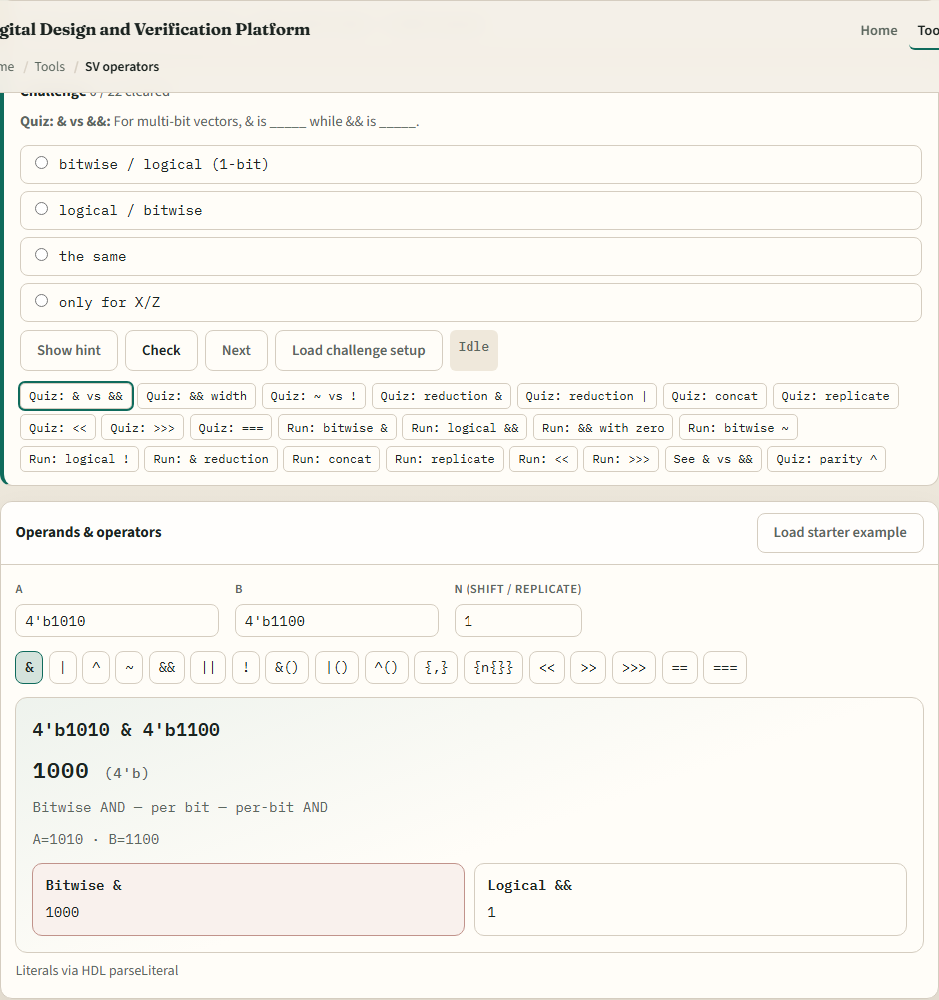 gital Design and Verification Platform
Home Too
me / Tools / SV operators
Challenge 0 / 22 cleared
Quiz: & vs &&: For multi-bit vectors, & is _____ while && is _____.
bitwise / logical (1-bit)
logical / bitwise
the same
only for X/Z
Show hint Check Next Load challenge setup Idle
Quiz: & vs && Quiz: && width Quiz: ~ vs ! Quiz: reduction & Quiz: reduction | Quiz: concat Quiz: replicate
Quiz: << Quiz: >>> Quiz: === Run: bitwise & Run: logical && Run: && with zero Run: bitwise ~
Run: logical ! Run: & reduction Run: concat Run: replicate Run: << Run: >>> See & vs && Quiz: parity ^
Operands & operators Load starter example
A B N (SHIFT / REPLICATE)
4'b1010 4'b1100 1
& | ^ ~ && || ! &() |() ^() {,} {n{}} << >> >>> == ===
4'b1010 & 4'b1100
1000 (4'b)
Bitwise AND — per bit — per-bit AND
A=1010 · B=1100
Bitwise & Logical &&
1000 1
Literals via HDL parseLiteral